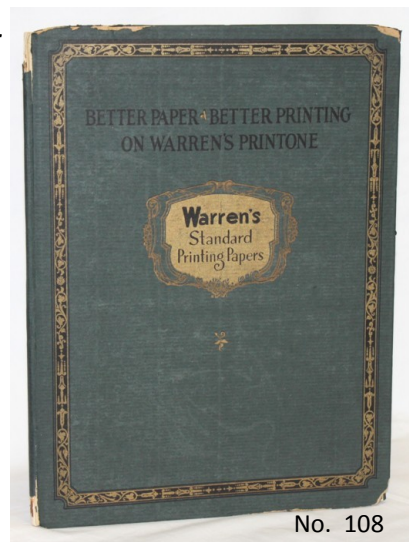 BETTER PAPER BETTER PRINTING
ON WARREN'S PRINTONE
Warren's
Standard
Printing Papers
No. 108